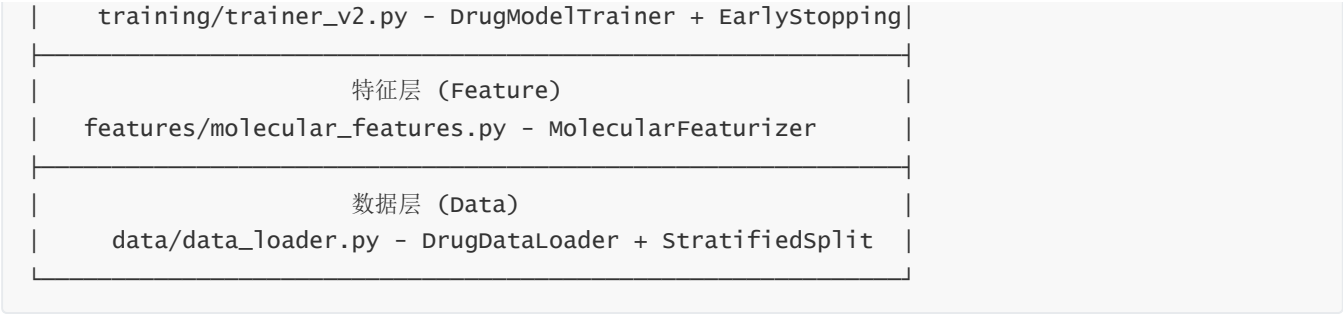 training/trainer_v2.py - DrugModelTrainer + EarlyStopping
特征层 (Feature)
features/molecular_features.py - MolecularFeaturizer
数据层 (Data)
data/data_loader.py - DrugDataLoader + StratifiedSplit